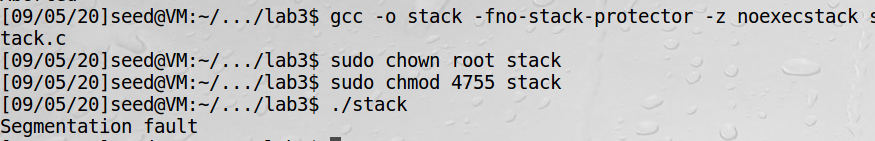 [09/05/20]seed@VM:~/.../lab3$ gcc -o stack -fno-stack-protector -z noexecstack s
tack.c
[09/05/20]seed@VM:~/.../lab3$ sudo chown root stack
[09/05/20]seed@VM:~/.../lab3$ sudo chmod 4755 stack
[09/05/20]seed@VM:~/.../lab3$ ./stack
Segmentation fault